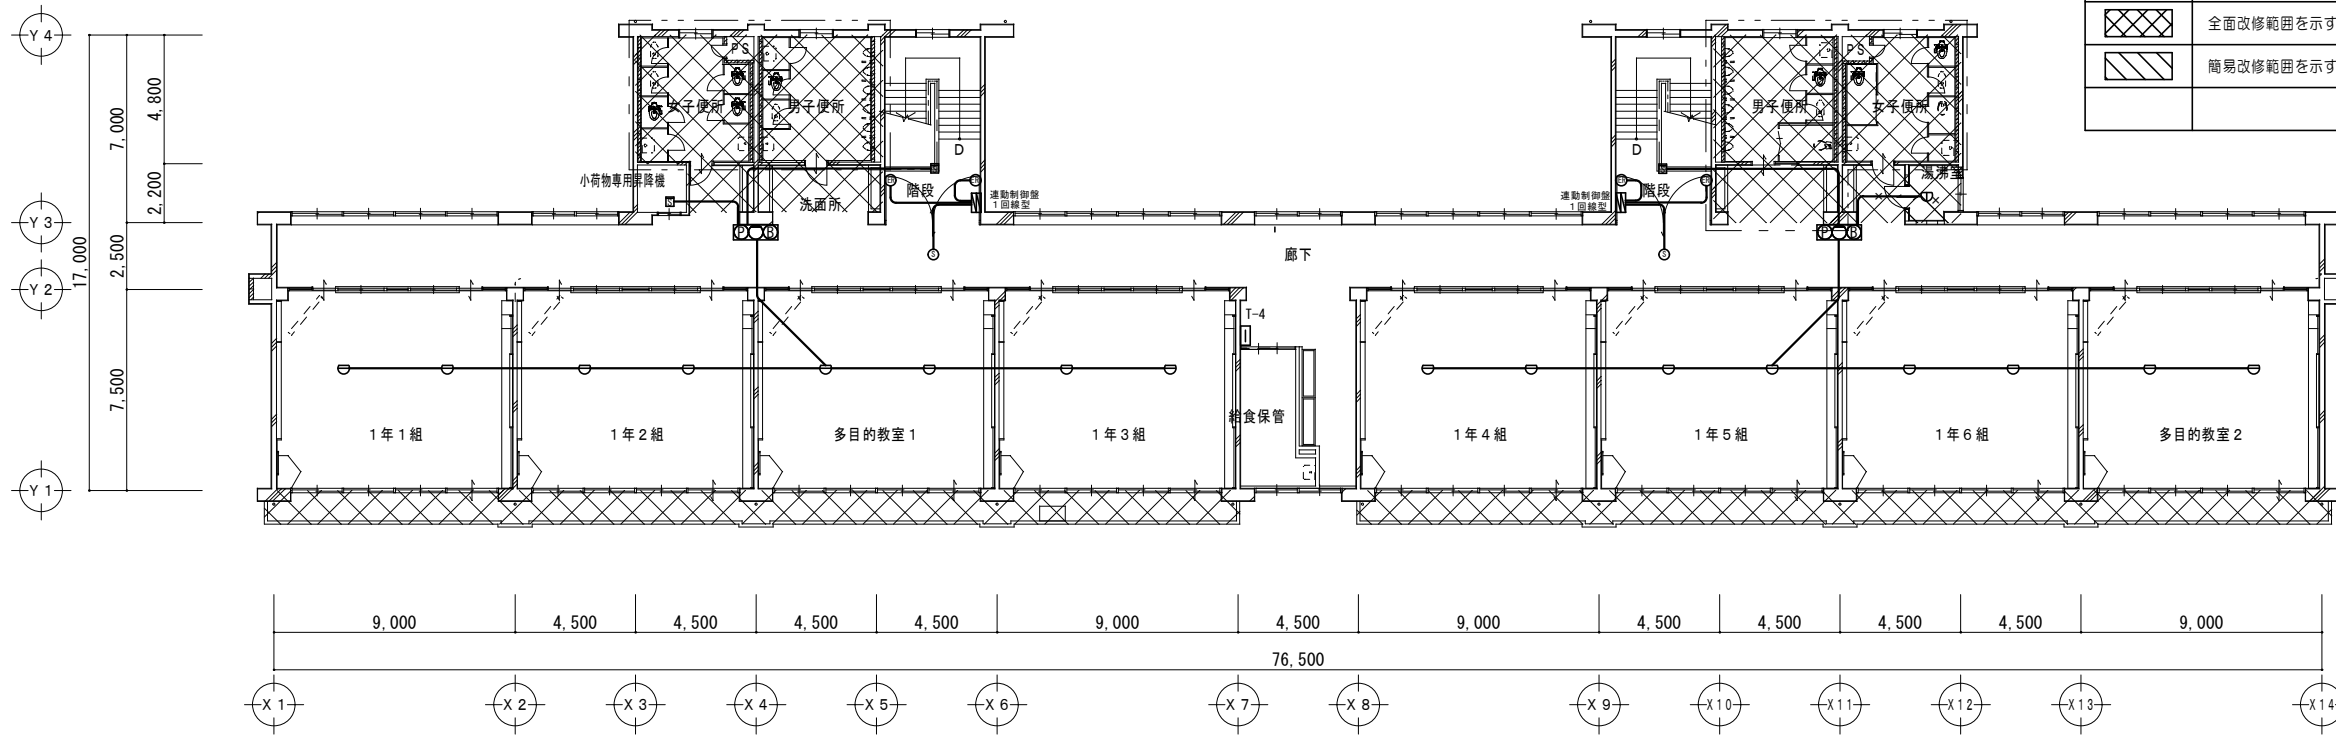 全面改修範囲を示す
簡易改修範囲を示す
Y4
Y3
Y2
Y1
17,000
7,000
2,500
7,500
4,800
2,200
PS
女子便所
男子便所
D
小荷物専用昇降機
洗面所
階段
連動制御盤
1回線型
S
S
P
B
S
PS
男子便所
女子便所
D
湯沸室
階段
連動制御盤
1回線型
S
S
P
B
廊下
T-4
1年1組
1年2組
多目的教室1
1年3組
給食保管
1年4組
1年5組
1年6組
多目的教室2
9,000
4,500
4,500
4,500
4,500
9,000
4,500
9,000
4,500
4,500
4,500
4,500
9,000
76,500
X1
X2
X3
X4
X5
X6
X7
X8
X9
X10
X11
X12
X13
X14